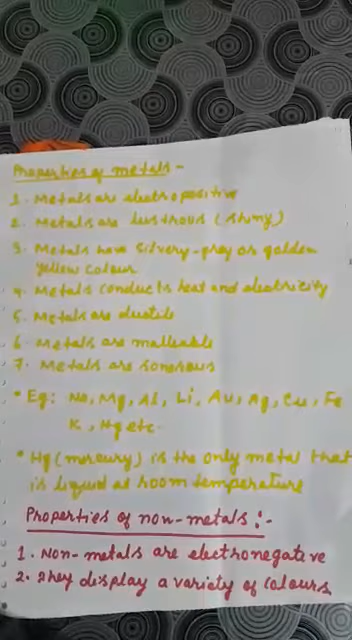 Properties of metals -
1. Metals are electropositive
2. Metals are lustrous (shiny)
3. Metals have silvery-grey or golden
yellow colour
4. Metals conducts heat and electricity
5. Metals are ductile
6. Metals are malleable
7. Metals are sonorous
• Eg: Na, Mg, Al, Li, Au, Ag, Cu, Fe
K, Hg etc.
• Hg (mercury) is the only metal that
is liquid at room temperature
Properties of non-metals:-
1. Non-metals are electronegative
2. They display a variety of colours